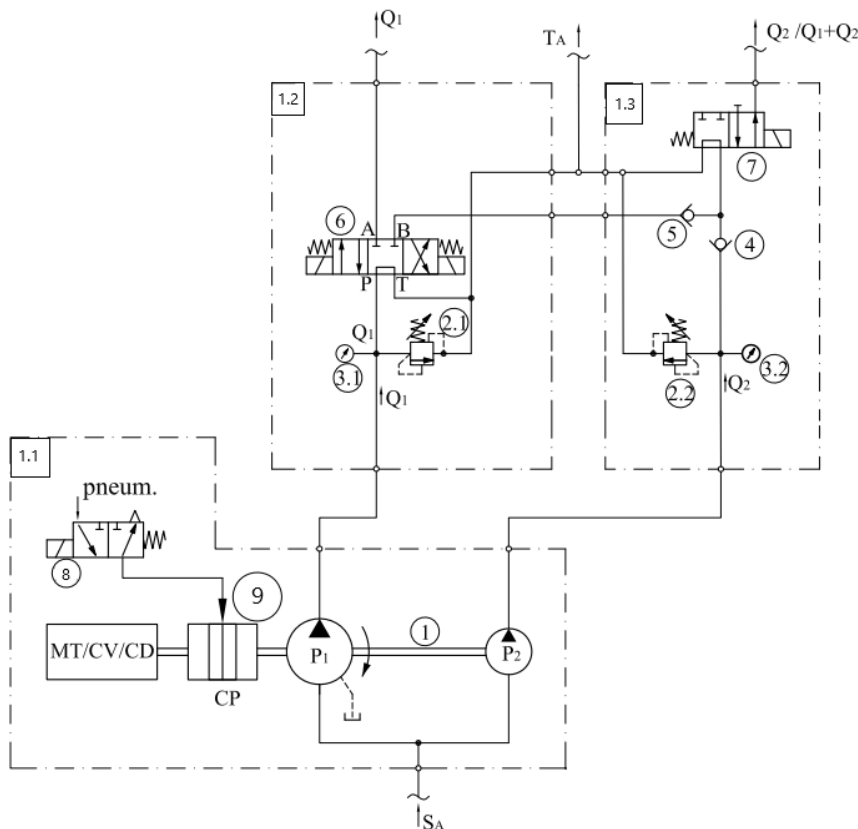 Q1
TA
Q2 /Q1+Q2
1.2
1.3
7
6
A
B
5
4
P
T
Q1
2.1
3.1
Q1
2.2
3.2
Q2
1.1
pneum.
8
9
MT/CV/CD
P1
1
P2
CP
SA